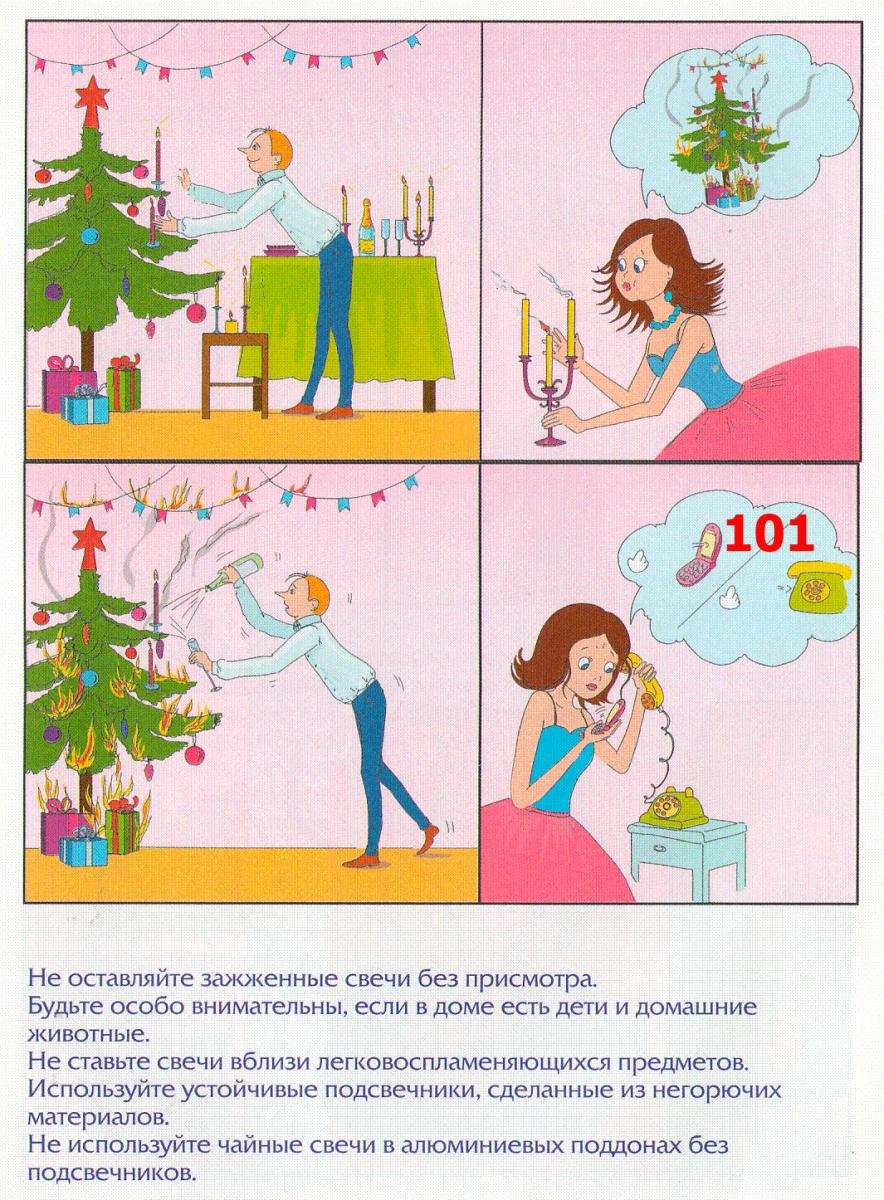 101
Не оставляйте зажженные свечи без присмотра.
Будьте особо внимательны, если в доме есть дети и домашние
животные.
Не ставьте свечи вблизи легковоспламеняющихся предметов.
Используйте устойчивые подсвечники, сделанные из негорючих
материалов.
Не используйте чайные свечи в алюминиевых поддонах без
подсвечников.